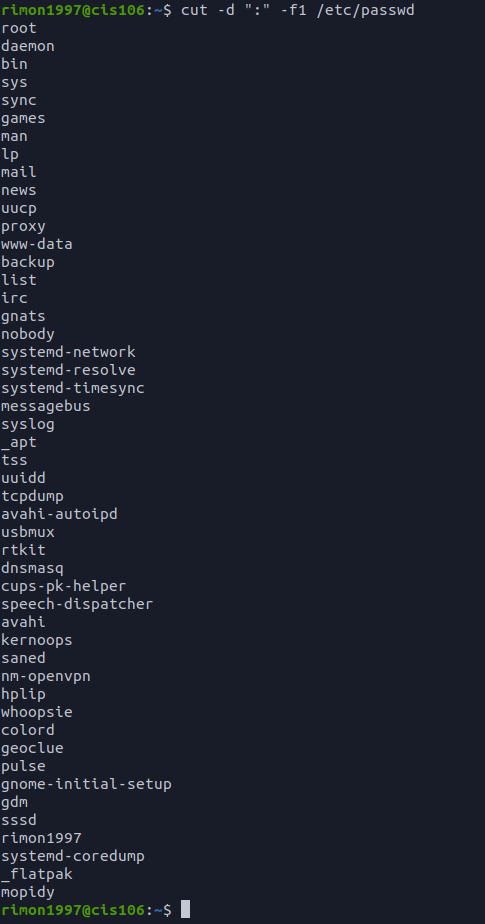 rimon1997@cis106:~$ cut -d ":" -f1 /etc/passwd
root
daemon
bin
sys
sync
games
man
lp
mail
news
uucp
proxy
www-data
backup
list
irc
gnats
nobody
systemd-network
systemd-resolve
systemd-timesync
messagebus
syslog
_apt
tss
uuidd
tcpdump
avahi-autoipd
usbmux
rtkit
dnsmasq
cups-pk-helper
speech-dispatcher
avahi
kernoops
saned
nm-openvpn
hplip
whoopsie
colord
geoclue
pulse
gnome-initial-setup
gdm
sssd
rimon1997
systemd-coredump
_flatpak
mopidy
rimon1997@cis106:~$